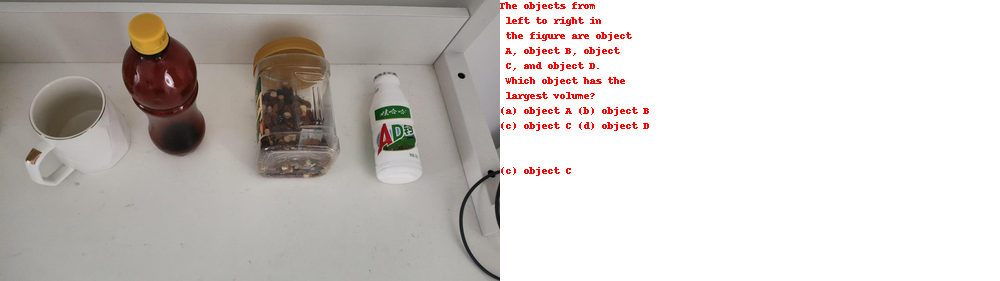 The objects from
left to right in
the figure are object
A, object B, object
C, and object D.
Which object has the
largest volume?
(a) object A (b) object B
(c) object C (d) object D
(c) object C
娃哈哈
AD钙